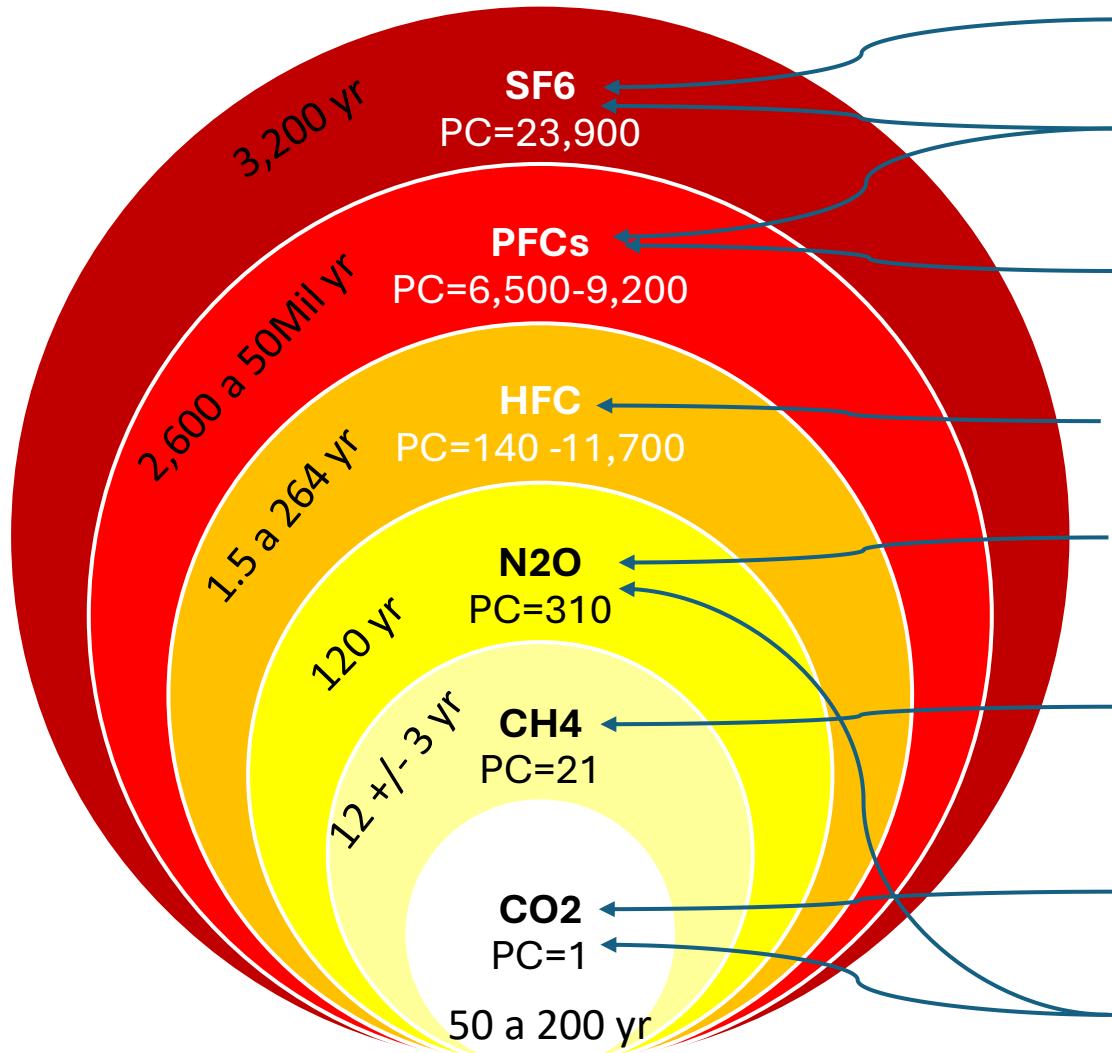 SF6
PC=23,900
3,200 yr
PFCs
PC=6,500-9,200
2,600 a 50Mil yr
HFC
PC=140 -11,700
1.5 a 264 yr
N2O
PC=310
120 yr
CH4
PC=21
12 +/- 3 yr
CO2
PC=1
50 a 200 yr